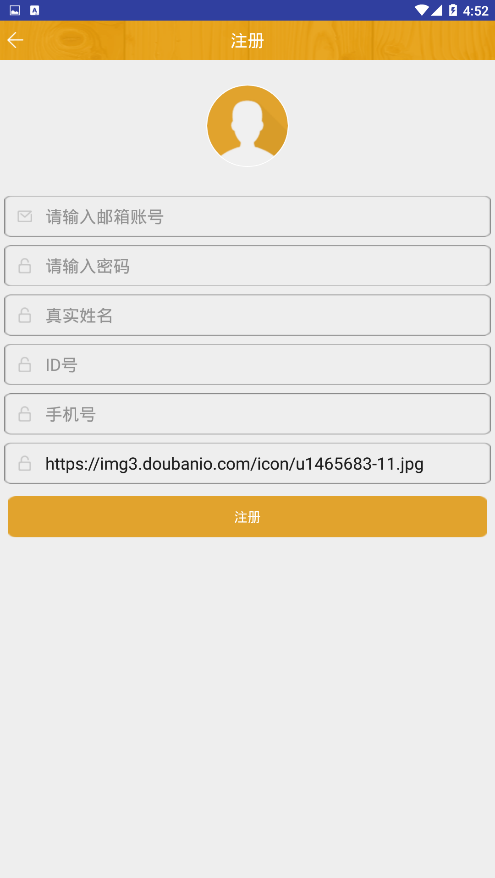 4:52
注册
请输入邮箱账号
请输入密码
真实姓名
ID号
手机号
https://img3.doubanio.com/icon/u1465683-11.jpg
注册